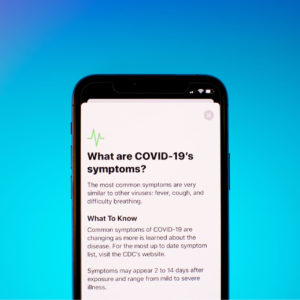 What are COVID-19's
symptoms?
The most common symptoms are very
similar to other viruses: fever, cough, and
difficulty breathing.
What To Know
Common symptoms of COVID-19 are
changing as more is learned about the
disease. For the most up to date symptom
list, visit the CDC's website.
Symptoms may appear 2 to 14 days after
exposure and range from mild to severe
illness.